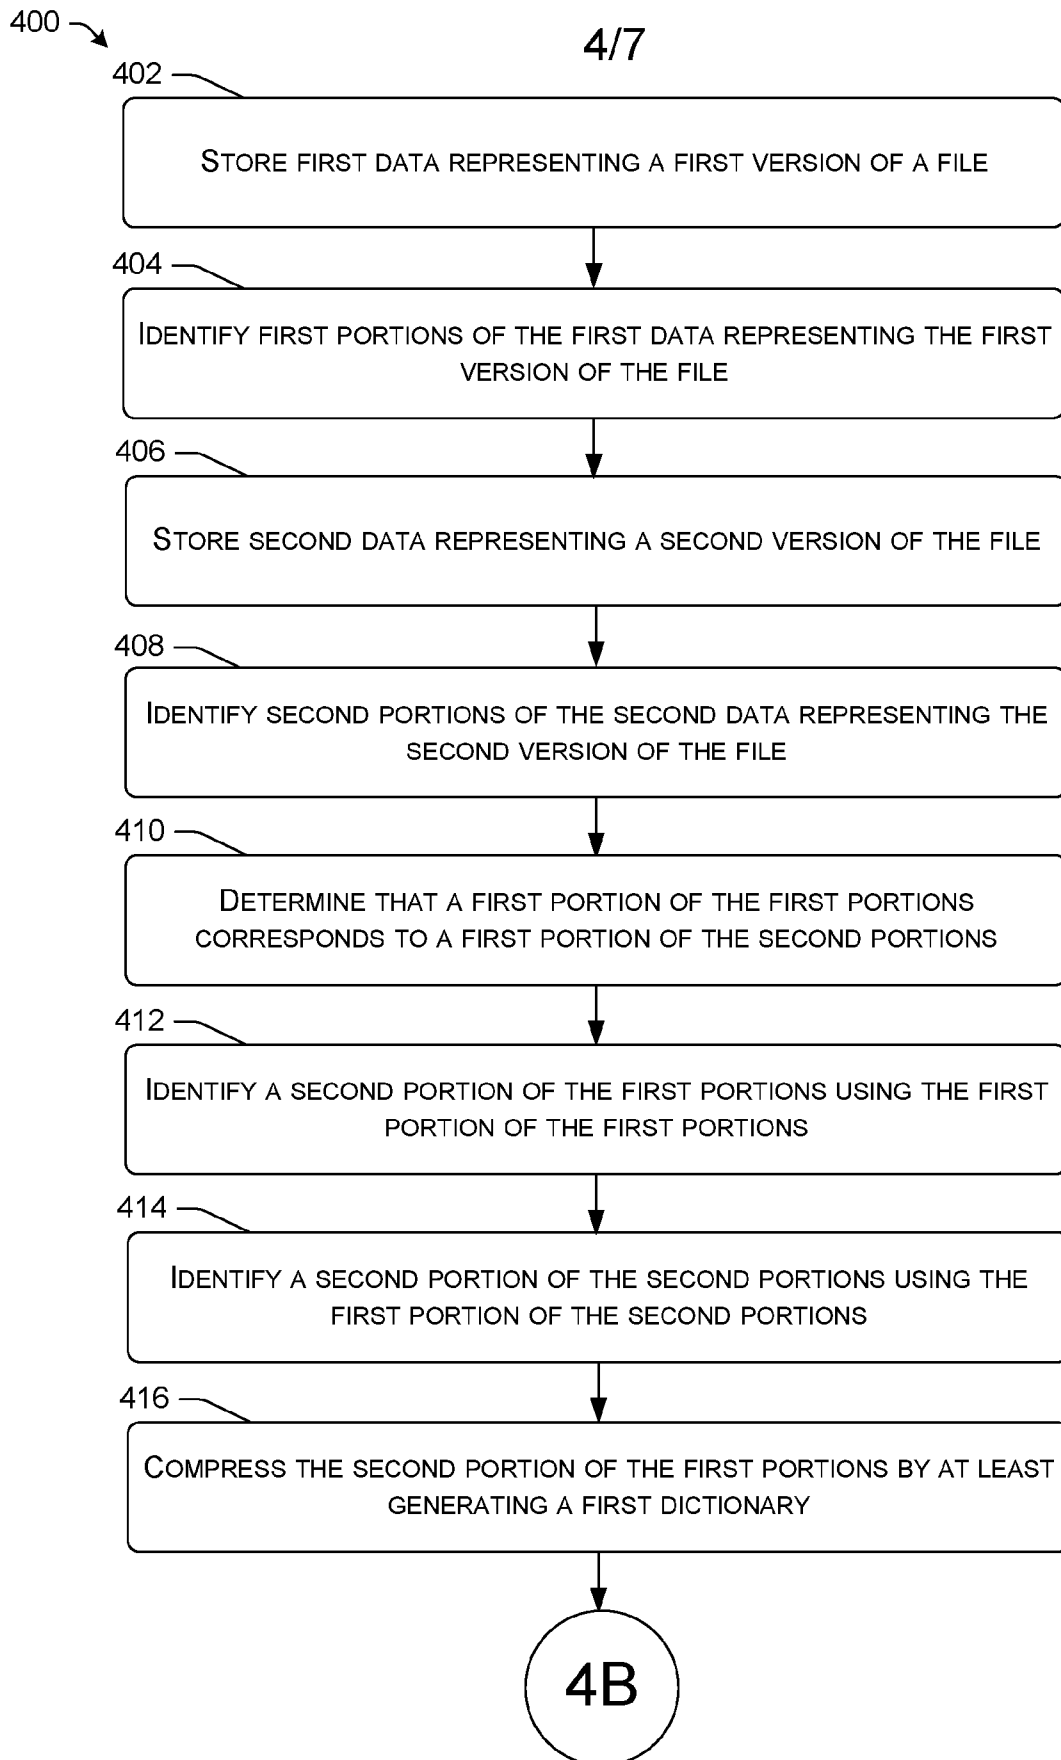 400
4/7
402
STORE FIRST DATA REPRESENTING A FIRST VERSION OF A FILE
404
IDENTIFY FIRST PORTIONS OF THE FIRST DATA REPRESENTING THE FIRST
VERSION OF THE FILE
406
STORE SECOND DATA REPRESENTING A SECOND VERSION OF THE FILE
408
IDENTIFY SECOND PORTIONS OF THE SECOND DATA REPRESENTING THE
SECOND VERSION OF THE FILE
410
DETERMINE THAT A FIRST PORTION OF THE FIRST PORTIONS
CORRESPONDS TO A FIRST PORTION OF THE SECOND PORTIONS
412
IDENTIFY A SECOND PORTION OF THE FIRST PORTIONS USING THE FIRST
PORTION OF THE FIRST PORTIONS
414
IDENTIFY A SECOND PORTION OF THE SECOND PORTIONS USING THE
FIRST PORTION OF THE SECOND PORTIONS
416
COMPRESS THE SECOND PORTION OF THE FIRST PORTIONS BY AT LEAST
GENERATING A FIRST DICTIONARY
4B